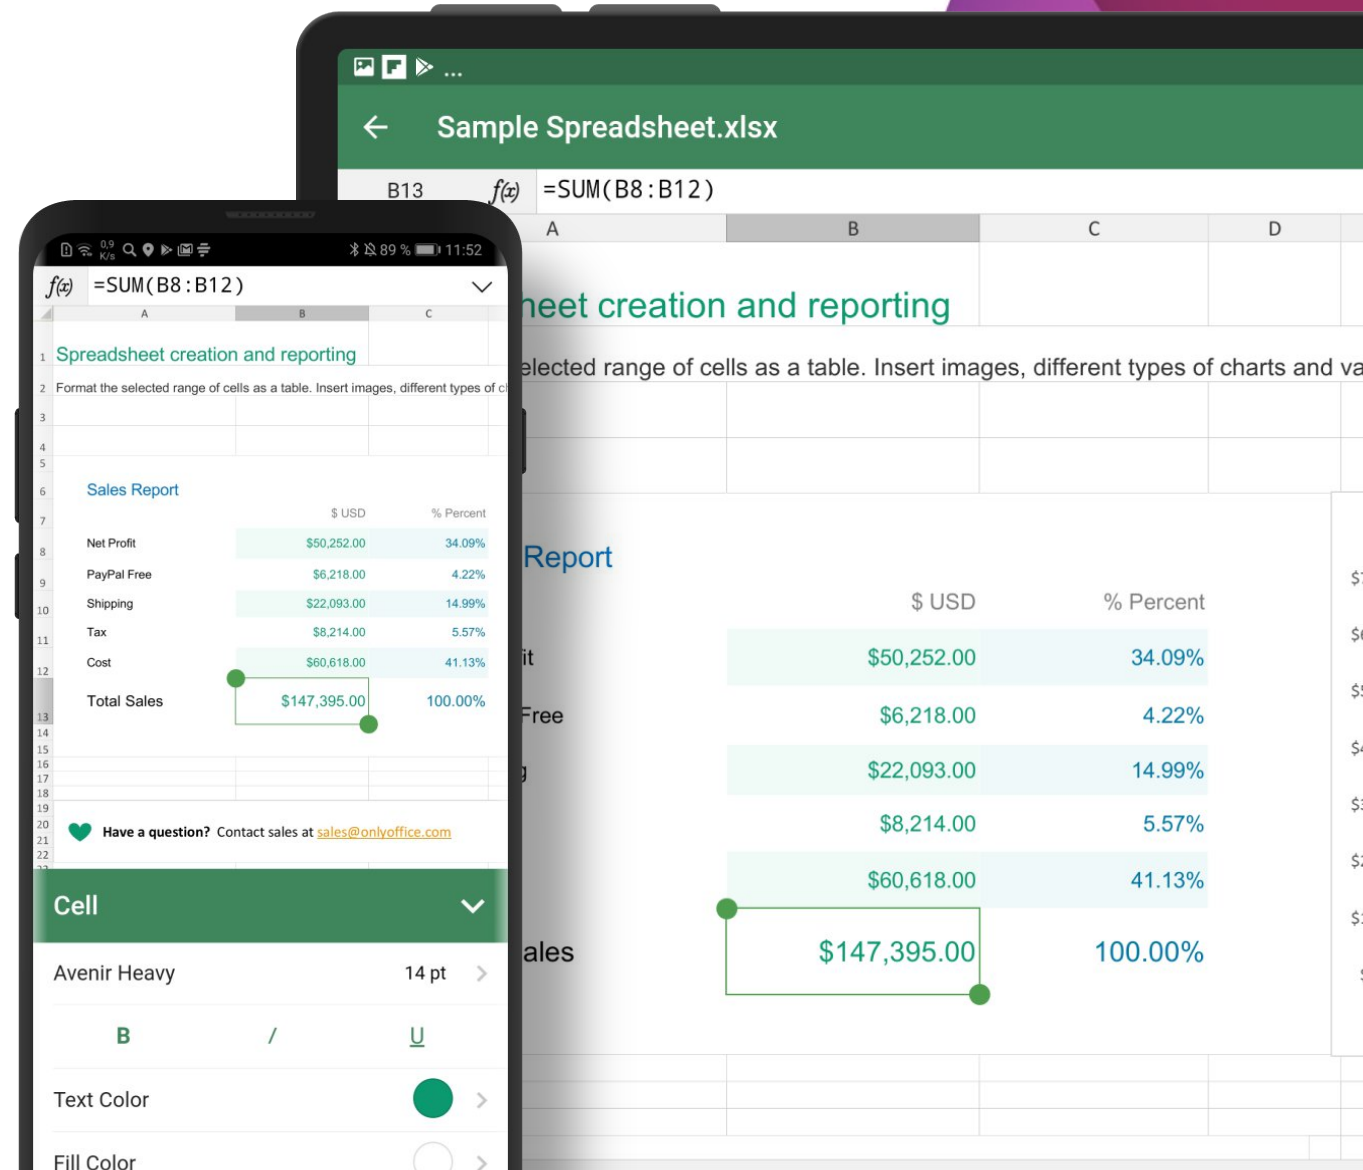 ...
Sample Spreadsheet.xlsx
B13 f(x) =SUM(B8:B12)
A B C D
heet creation and reporting
elected range of cells as a table. Insert images, different types of charts and va
Report
$ USD % Percent
it $50,252.00 34.09%
Free $6,218.00 4.22%
g $22,093.00 14.99%
$8,214.00 5.57%
$60,618.00 41.13%
ales $147,395.00 100.00%
$
$6
$5
$4
$3
$2
$1
$
0,9 K/s 89 % 11:52
f(x) =SUM(B8:B12)
A B C
1 Spreadsheet creation and reporting
2 Format the selected range of cells as a table. Insert images, different types of c
3
4
5
6 Sales Report
7 $ USD % Percent
8 Net Profit $50,252.00 34.09%
9 PayPal Free $6,218.00 4.22%
10 Shipping $22,093.00 14.99%
11 Tax $8,214.00 5.57%
12 Cost $60,618.00 41.13%
13 Total Sales $147,395.00 100.00%
14
15
16
17
18
19
20 Have a question? Contact sales at sales@onlyoffice.com
21
22
Cell
Avenir Heavy 14 pt
B / U
Text Color
Fill Color